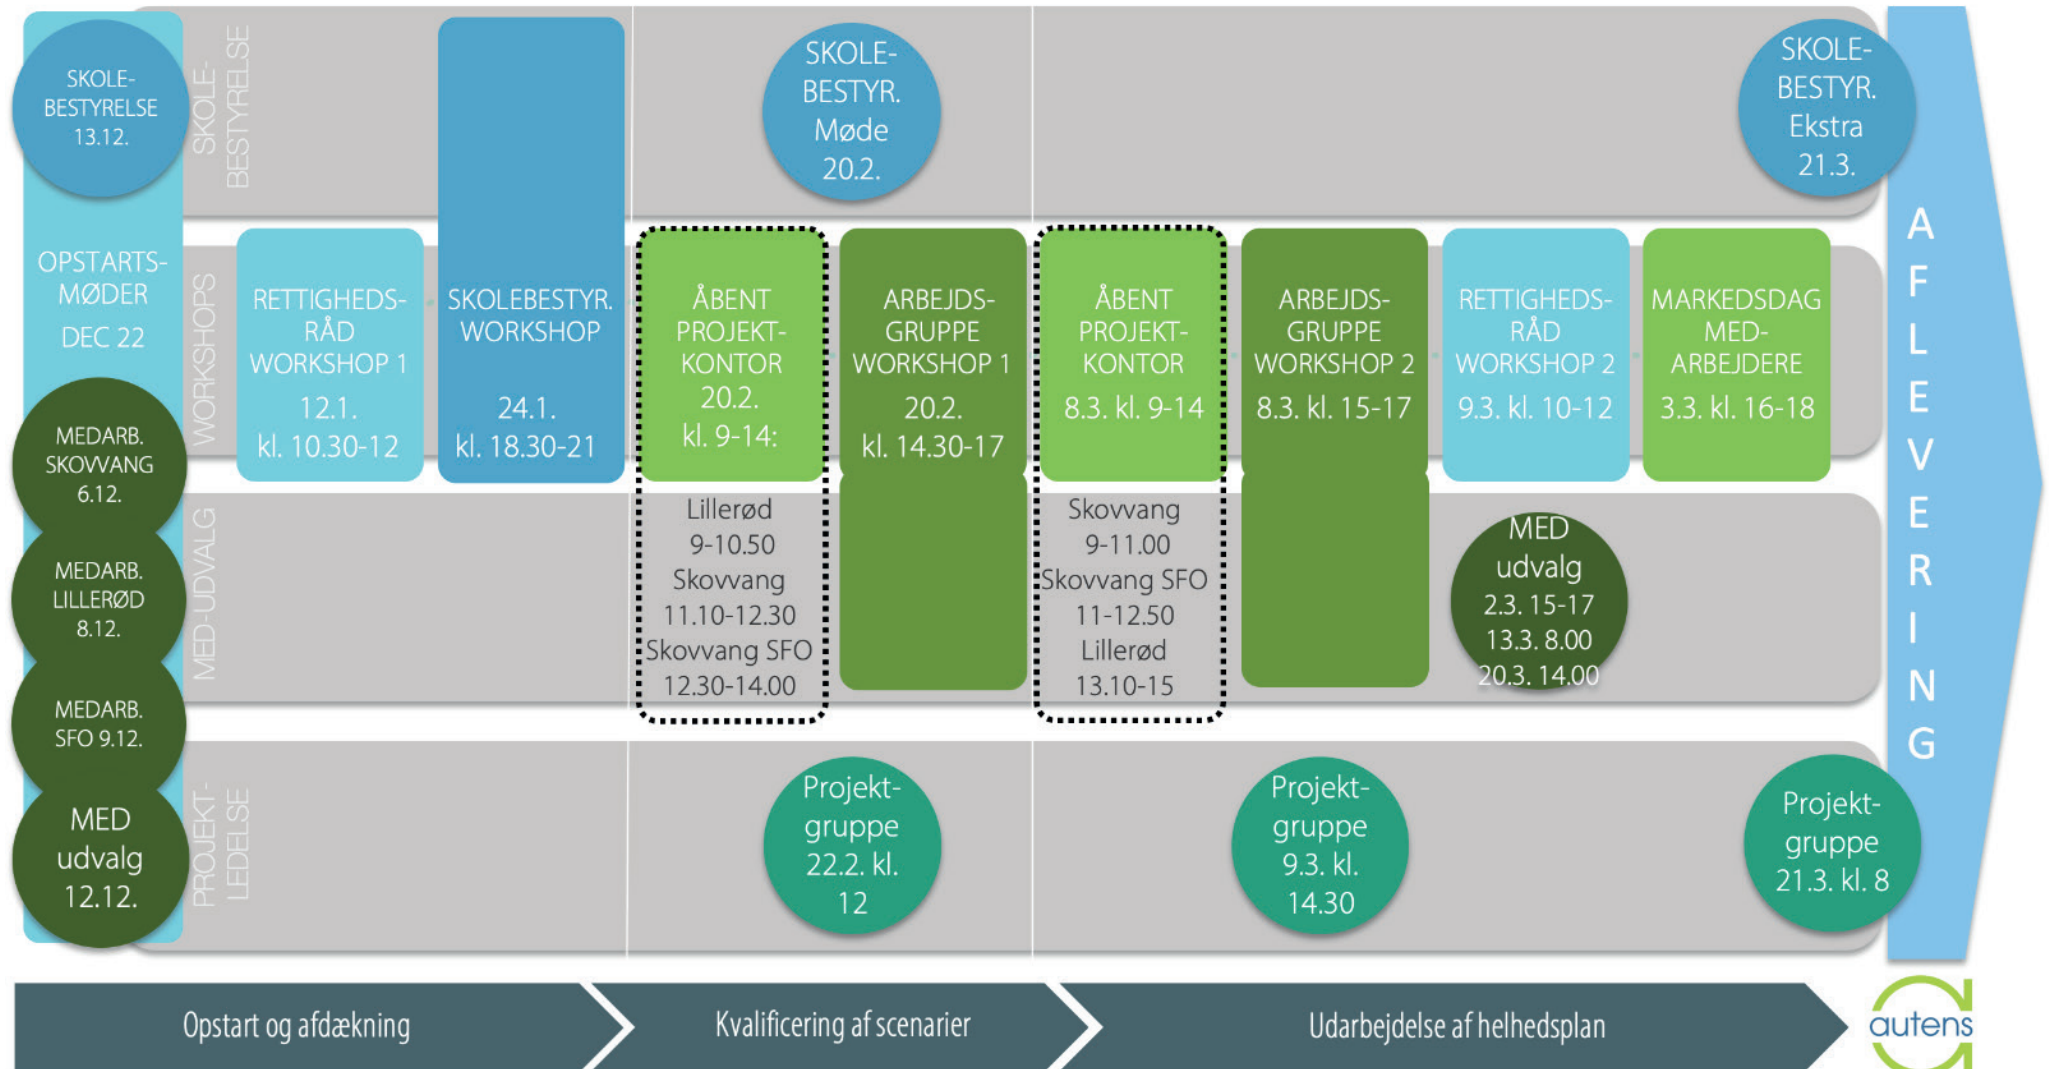 SKOLE-
BESTYRELSE
13.12.
OPSTARTS-
MØDER
DEC 22
MEDARB.
SKOVVANG
6.12.
MEDARB.
LILLERØD
8.12.
MEDARB.
SFO 9.12.
MED
udvalg
12.12.
SKOLE-
BESTYRELSE
SKOLE-
BESTYR.
Møde
20.2.
SKOLE-
BESTYR.
Ekstra
21.3.
WORKSHOPS
RETTIGHEDS-
RÅD
WORKSHOP 1
12.1.
kl. 10.30-12
SKOLEBESTYR.
WORKSHOP
24.1.
kl. 18.30-21
ÅBENT
PROJEKT-
KONTOR
20.2.
kl. 9-14:
Lillerød
9-10.50
Skovvang
11.10-12.30
Skovvang SFO
12.30-14.00
ARBEJDS-
GRUPPE
WORKSHOP 1
20.2.
kl. 14.30-17
ÅBENT
PROJEKT-
KONTOR
8.3. kl. 9-14
Skovvang
9-11.00
Skovvang SFO
11-12.50
Lillerød
13.10-15
ARBEJDS-
GRUPPE
WORKSHOP 2
8.3. kl. 15-17
RETTIGHEDS-
RÅD
WORKSHOP 2
9.3. kl. 10-12
MARKEDSDAG
MED-
ARBEJDERE
3.3. kl. 16-18
MED-UDVALG
MED
udvalg
2.3. 15-17
13.3. 8.00
20.3. 14.00
PROJEKT-
LEDELSE
Projekt-
gruppe
22.2. kl.
12
Projekt-
gruppe
9.3. kl.
14.30
Projekt-
gruppe
21.3. kl. 8
AFLEVERING
Opstart og afdækning
Kvalificering af scenarier
Udarbejdelse af helhedsplan
autens